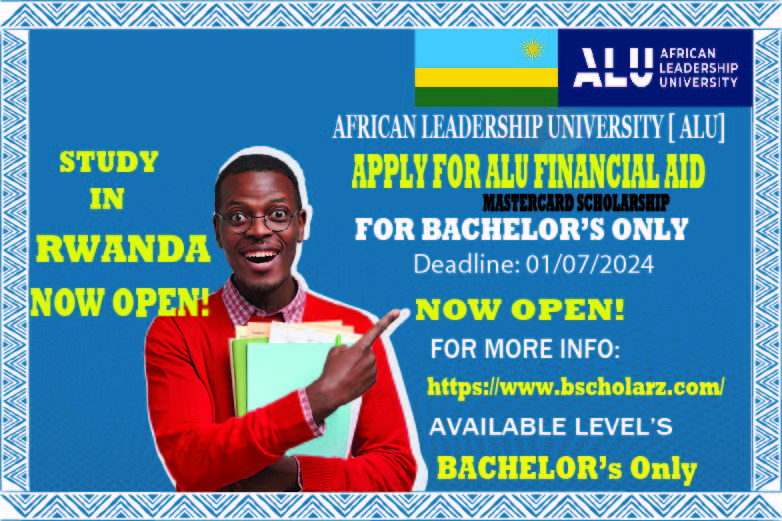 ALU AFRICAN
LEADERSHIP
UNIVERSITY
AFRICAN LEADERSHIP UNIVERSITY [ ALU]
APPLY FOR ALU FINANCIAL AID
MASTERCARD SCHOLARSHIP
FOR BACHELOR'S ONLY
Deadline: 01/07/2024
STUDY
IN
RWANDA
NOW OPEN!
NOW OPEN!
FOR MORE INFO:
https://www.bscholarz.com/
AVAILABLE LEVEL'S
BACHELOR's Only